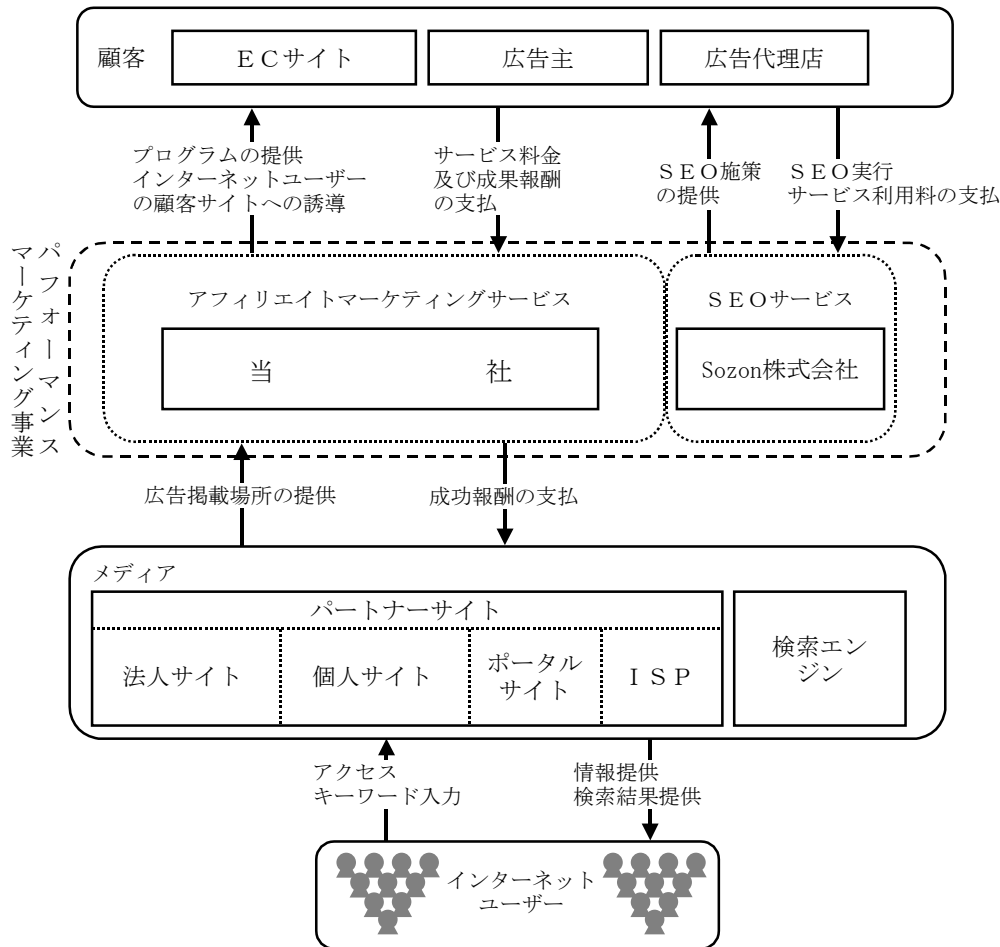 顧客
ＥＣサイト
広告主
広告代理店
プログラムの提供
インターネットユーザー
の顧客サイトへの誘導
サービス料金
及び成果報酬
の支払
ＳＥＯ施策
の提供
ＳＥＯ実行
サービス利用料の支払
パフォーマンス
マーケティング事業
アフィリエイトマーケティングサービス
当社
ＳＥＯサービス
Sozon株式会社
広告掲載場所の提供
成功報酬の支払
メディア
パートナーサイト
法人サイト
個人サイト
ポータル
サイト
ＩＳＰ
検索エン
ジン
アクセス
キーワード入力
情報提供
検索結果提供
インターネット
ユーザー